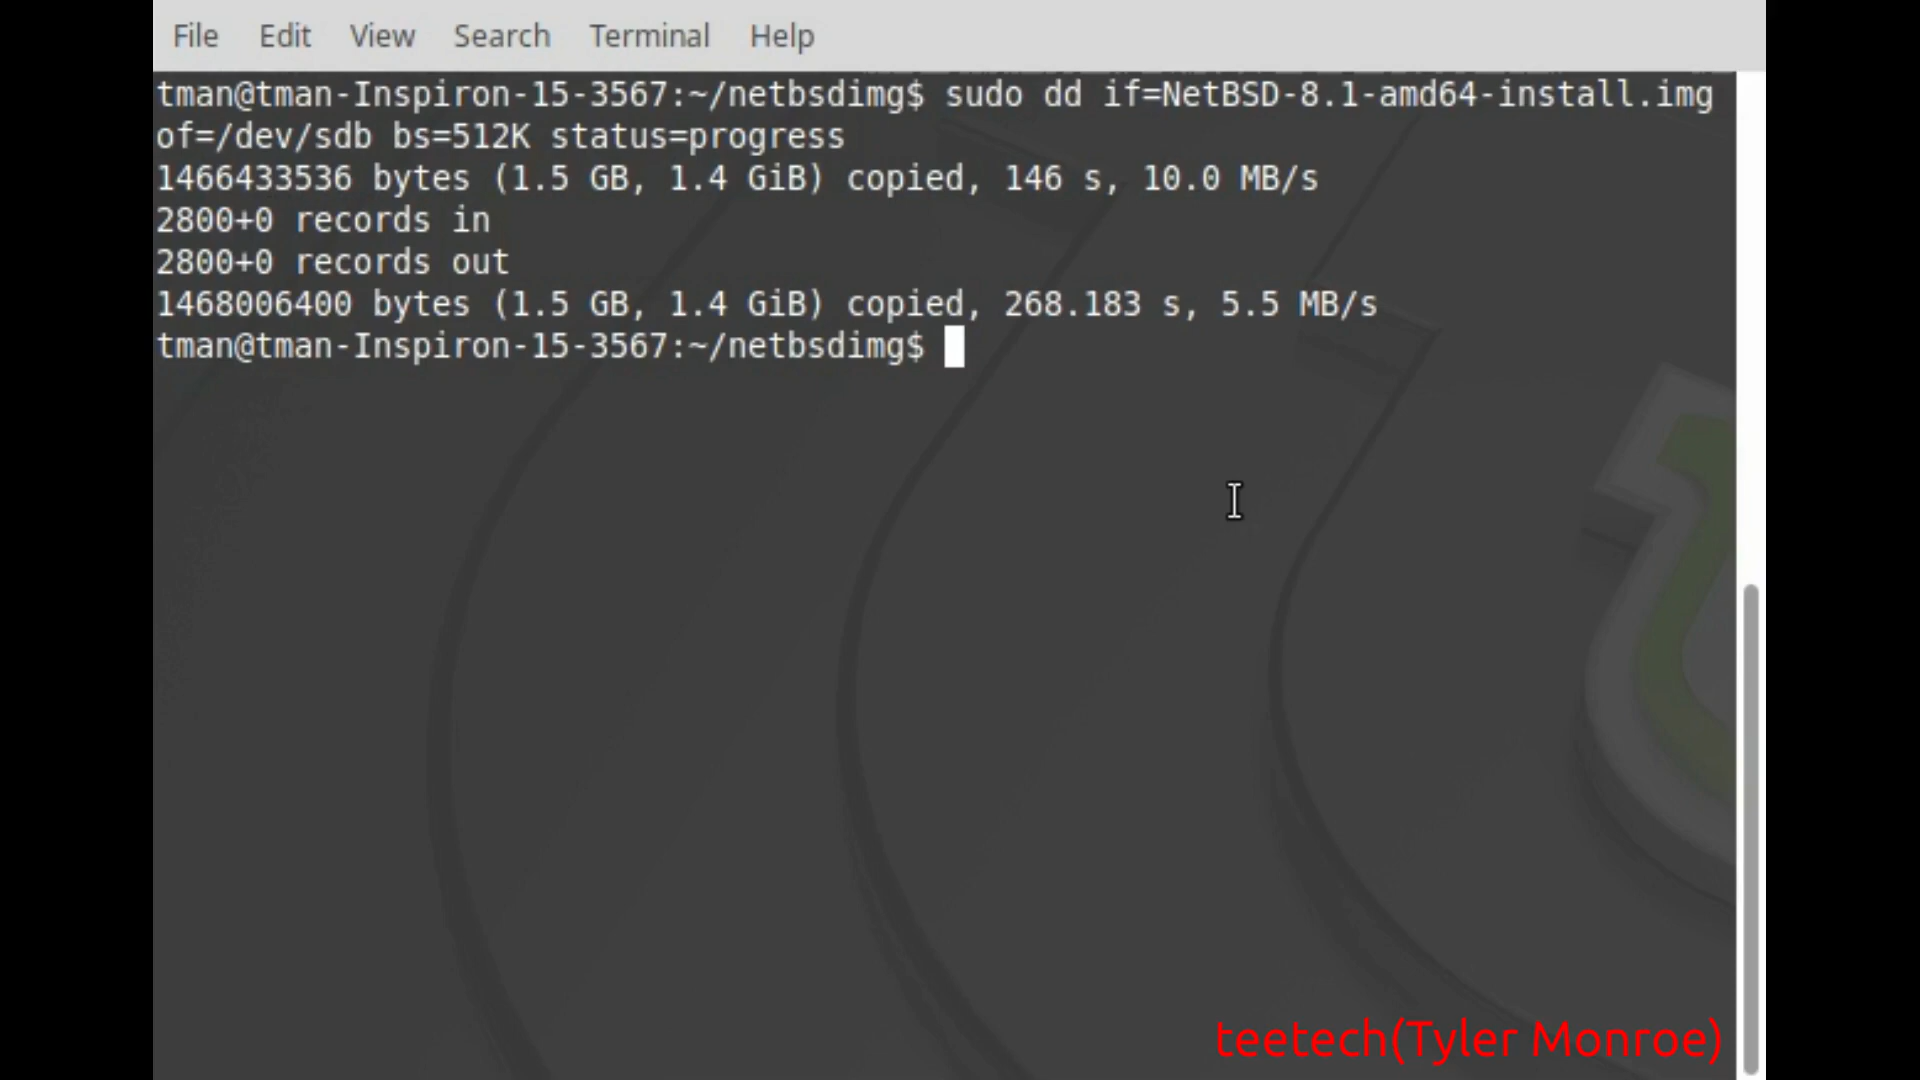 File Edit View Search Terminal Help
tman@tman-Inspiron-15-3567:~/netbsdimg$ sudo dd if=NetBSD-8.1-amd64-install.img
of=/dev/sdb bs=512K status=progress
1466433536 bytes (1.5 GB, 1.4 GiB) copied, 146 s, 10.0 MB/s
2800+0 records in
2800+0 records out
1468006400 bytes (1.5 GB, 1.4 GiB) copied, 268.183 s, 5.5 MB/s
tman@tman-Inspiron-15-3567:~/netbsdimg$
teetech(Tyler Monroe)